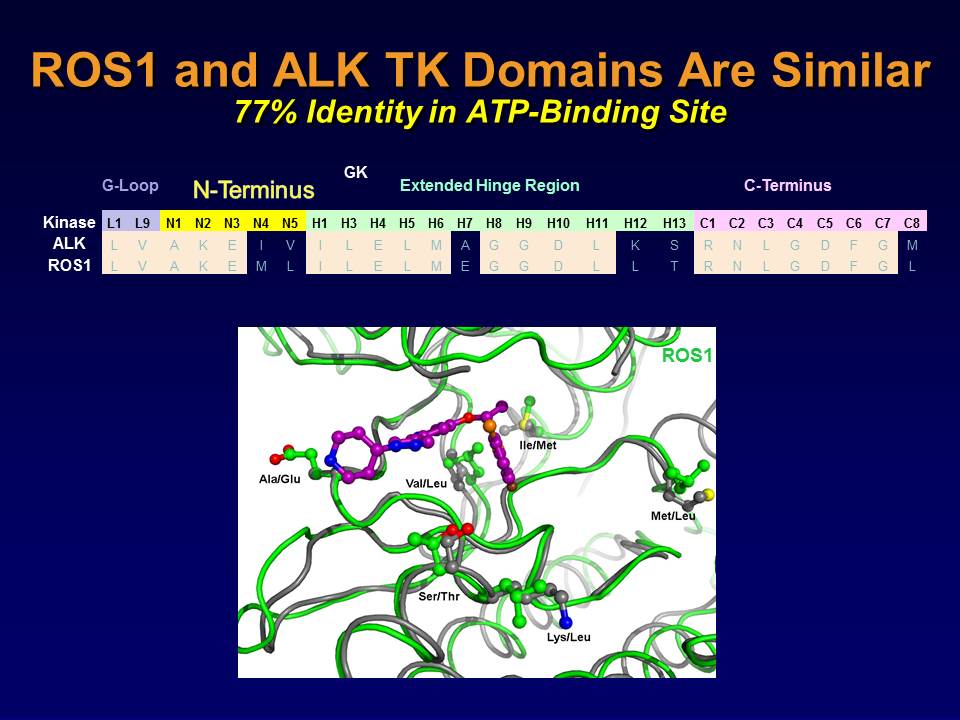 ROS1 and ALK TK Domains Are Similar
77% Identity in ATP-Binding Site
GK
G-Loop N-Terminus Extended Hinge Region C-Terminus
Kinase L1 L9 N1 N2 N3 N4 N5 H1 H3 H4 H5 H6 H7 H8 H9 H10 H11 H12 H13 C1 C2 C3 C4 C5 C6 C7 C8
ALK L V A K E I V I L E L M A G G D L K S R N L G D F G M
ROS1 L V A K E M L I L E L M E G G D L L T R N L G D F G L
ROS1
Ile/Met
Ala/Glu
Val/Leu
Met/Leu
Ser/Thr
Lys/Leu